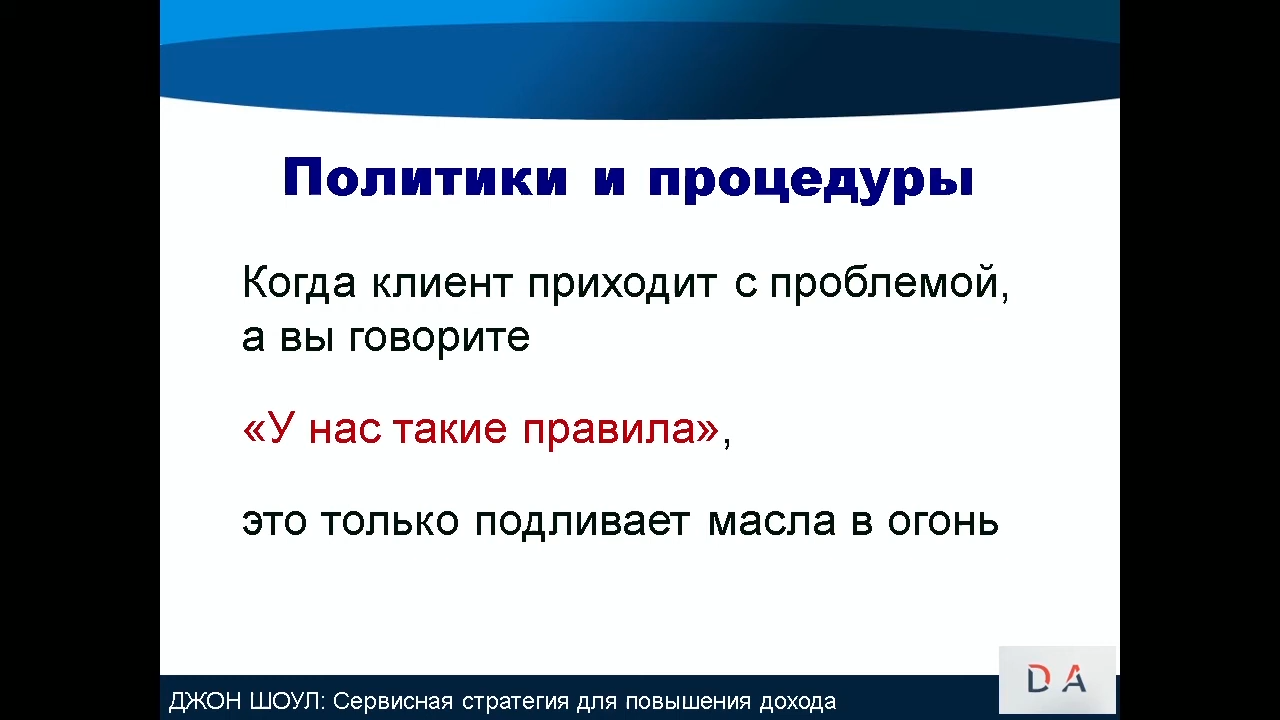 Политики и процедуры
Когда клиент приходит с проблемой,
а вы говорите
«У нас такие правила»,
это только подливает масла в огонь
ДЖОН ШОУЛ: Сервисная стратегия для повышения дохода
DA